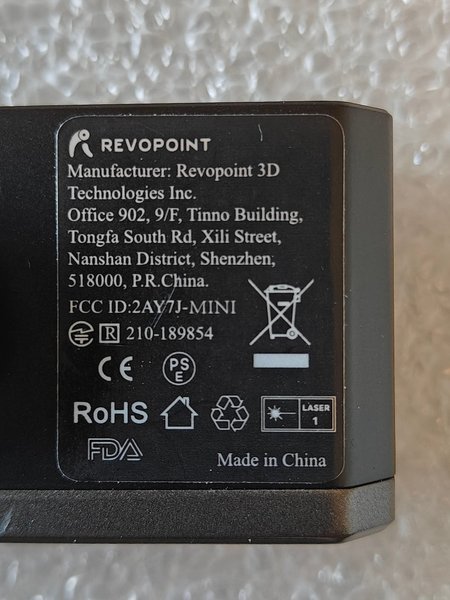 REVOPOINT
Manufacturer: Revopoint 3D
Technologies Inc.
Office 902, 9/F, Tinno Building,
Tongfa South Rd, Xili Street,
Nanshan District, Shenzhen,
518000, P.R.China.
FCC ID:2AY7J-MINI
R 210-189854
CE PS E
RoHS LASER 1
FDA
Made in China